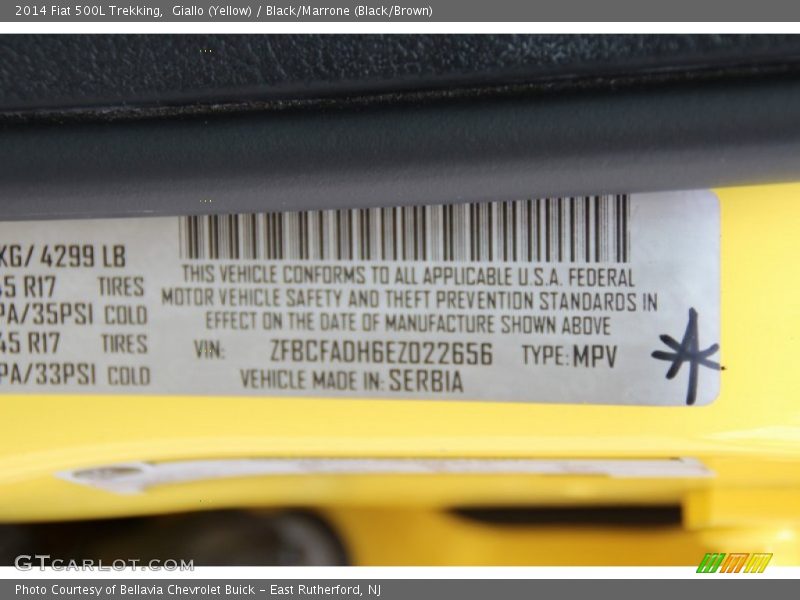 2014 Fiat 500L Trekking,  Giallo (Yellow) / Black/Marrone (Black/Brown)
KG/ 4299 LB
45 R17 TIRES
PA/35PSI COLD
45 R17 TIRES
PA/33PSI COLD
THIS VEHICLE CONFORMS TO ALL APPLICABLE U.S.A. FEDERAL
MOTOR VEHICLE SAFETY AND THEFT PREVENTION STANDARDS IN
EFFECT ON THE DATE OF MANUFACTURE SHOWN ABOVE
VIN: ZFBCFADH6EZ022656 TYPE: MPV
VEHICLE MADE IN: SERBIA
GTCARLOT.COM
Photo Courtesy of Bellavia Chevrolet Buick - East Rutherford, NJ